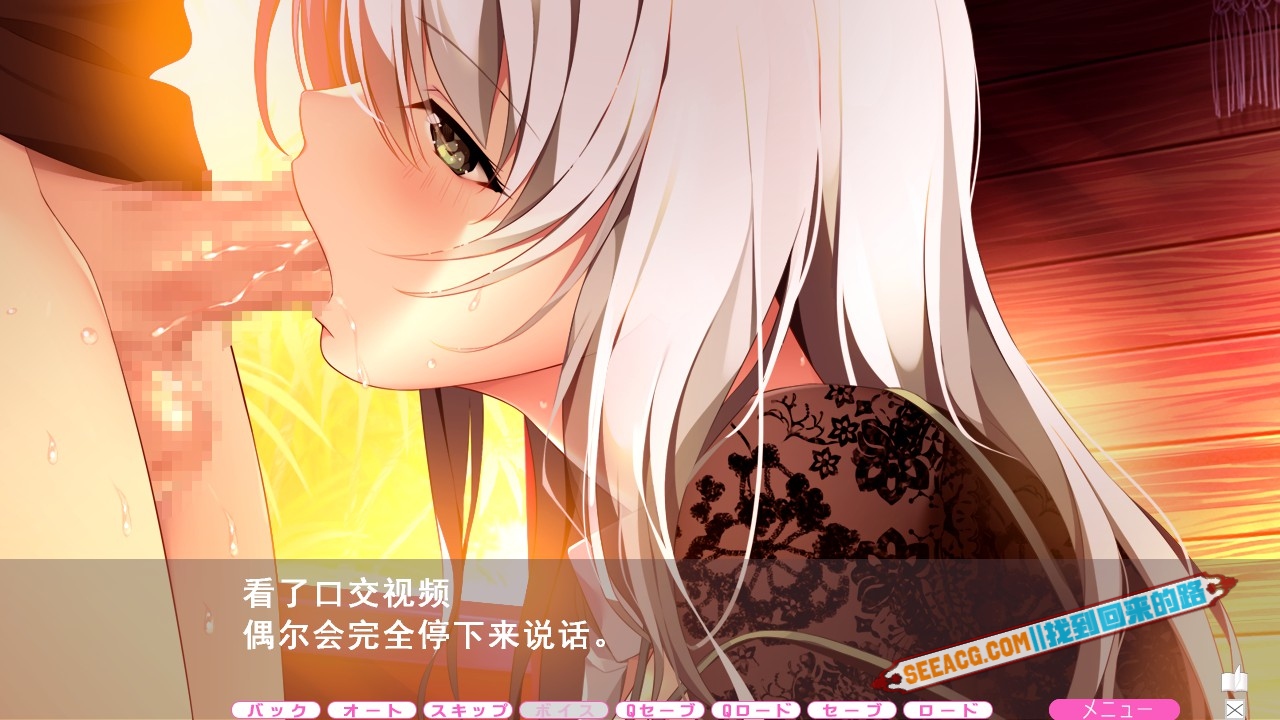 看了口交视频
偶尔会完全停下来说话。
SEEACG.COM||找到回来的路
バック
オート
スキップ
ボイス
Qセーブ
Qロード
セーブ
ロード
メニュー